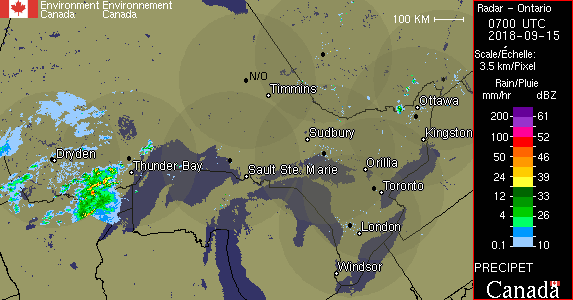 Environment Environnement
Canada Canada
100 KM
N/O
Timmins
Ottawa
Sudbury
Kingston
Dryden
Thunder Bay
Sault Ste. Marie
Orillia
Toronto
London
Windsor
Radar - Ontario
0700 UTC
2018-09-15
Scale/Échelle:
3.5 km/Pixel
Rain/Pluie
mm/hr dBZ
200 61
100 52
50 46
24 39
12 33
4 26
0.1 10
PRECIPET
Canada